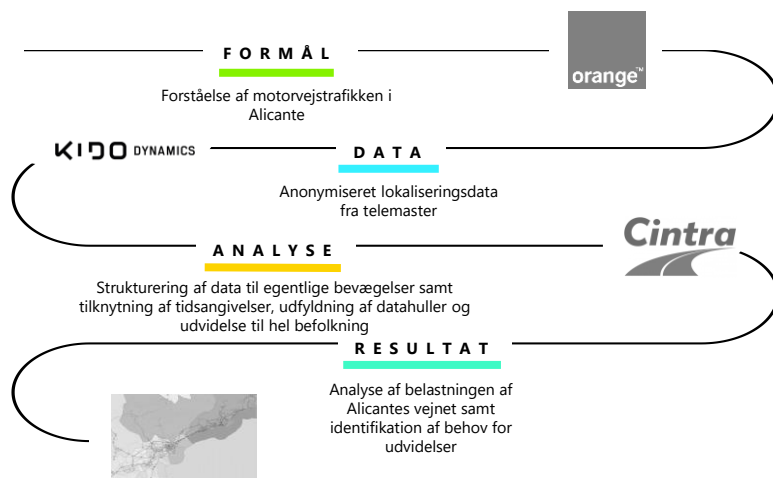 FORMÅL
orange™
Forståelse af motorvejstrafikken i
Alicante
KIDO DYNAMICS
DATA
Anonymiseret lokaliseringsdata
fra telemaster
Cintra
ANALYSE
Strukturering af data til egentlige bevægelser samt
tilknytning af tidsangivelser, udfyldning af datahuller og
udvidelse til hel befolkning
RESULTAT
Analyse af belastningen af
Alicantes vejnet samt
identifikation af behov for
udvidelser